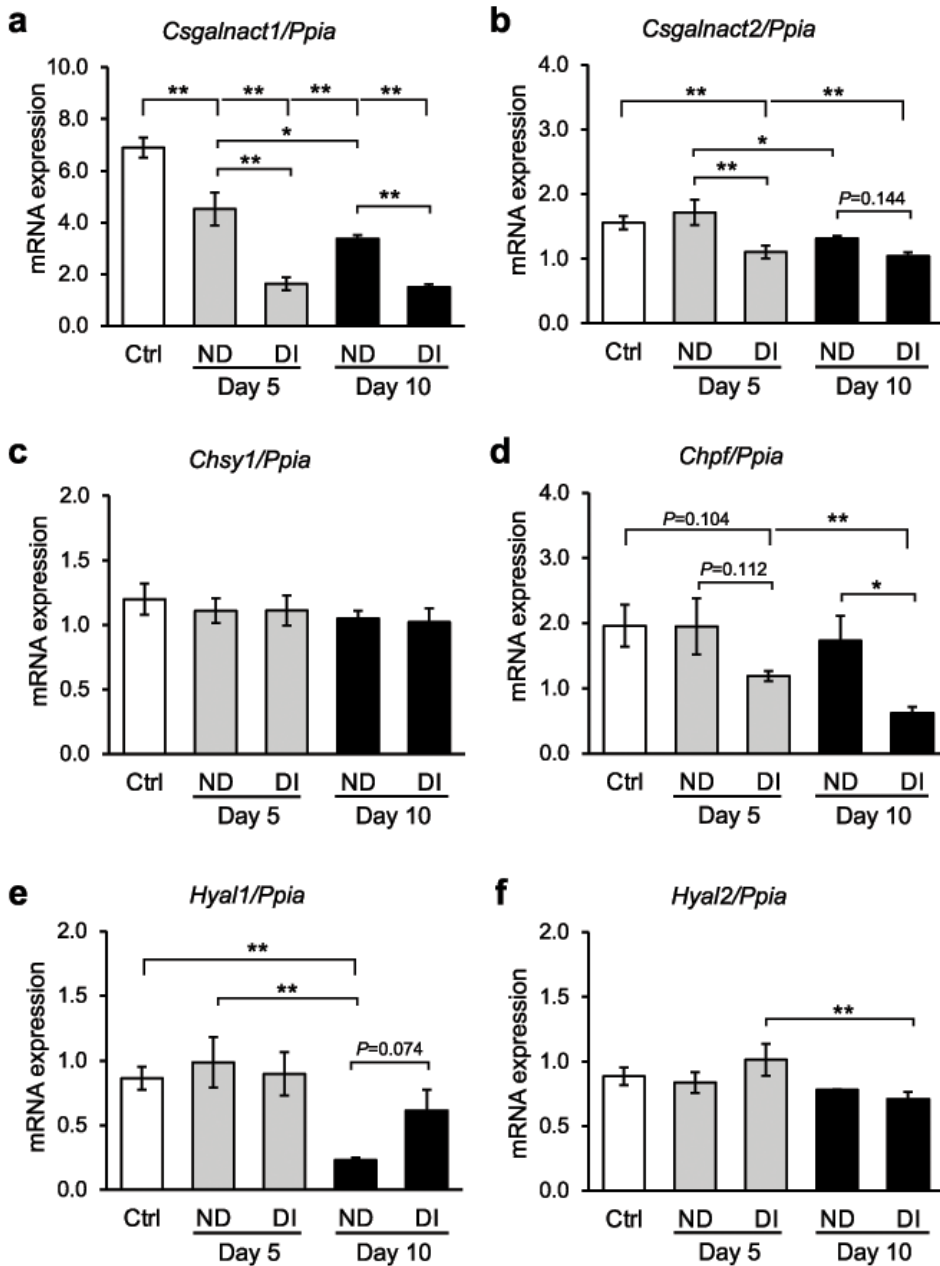 a
Csgalnact1/Ppia
mRNA expression
10.0
8.0
6.0
4.0
2.0
0.0
** ** ** **
*
**
**
Ctrl ND DI ND DI
Day 5 Day 10
b
Csgalnact2/Ppia
mRNA expression
4.0
3.0
2.0
1.0
0.0
** **
*
**
P=0.144
Ctrl ND DI ND DI
Day 5 Day 10
c
Chsy1/Ppia
mRNA expression
2.0
1.5
1.0
0.5
0.0
Ctrl ND DI ND DI
Day 5 Day 10
d
Chpf/Ppia
mRNA expression
4.0
3.0
2.0
1.0
0.0
P=0.104 **
P=0.112 *
Ctrl ND DI ND DI
Day 5 Day 10
e
Hyal1/Ppia
mRNA expression
2.0
1.5
1.0
0.5
0.0
**
**
P=0.074
Ctrl ND DI ND DI
Day 5 Day 10
f
Hyal2/Ppia
mRNA expression
2.0
1.5
1.0
0.5
0.0
**
Ctrl ND DI ND DI
Day 5 Day 10